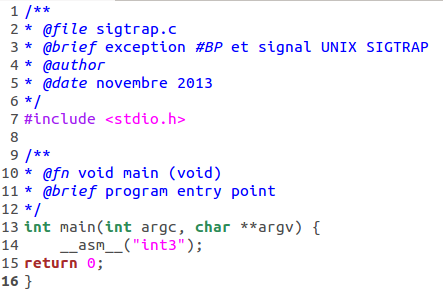 1 /**
2 * @file sigtrap.c
3 * @brief exception #BP et signal UNIX SIGTRAP
4 * @author
5 * @date novembre 2013
6 */
7 #include <stdio.h>
8
9 /**
10 * @fn void main (void)
11 * @brief program entry point
12 */
13 int main(int argc, char **argv) {
14     __asm__("int3");
15 return 0;
16 }